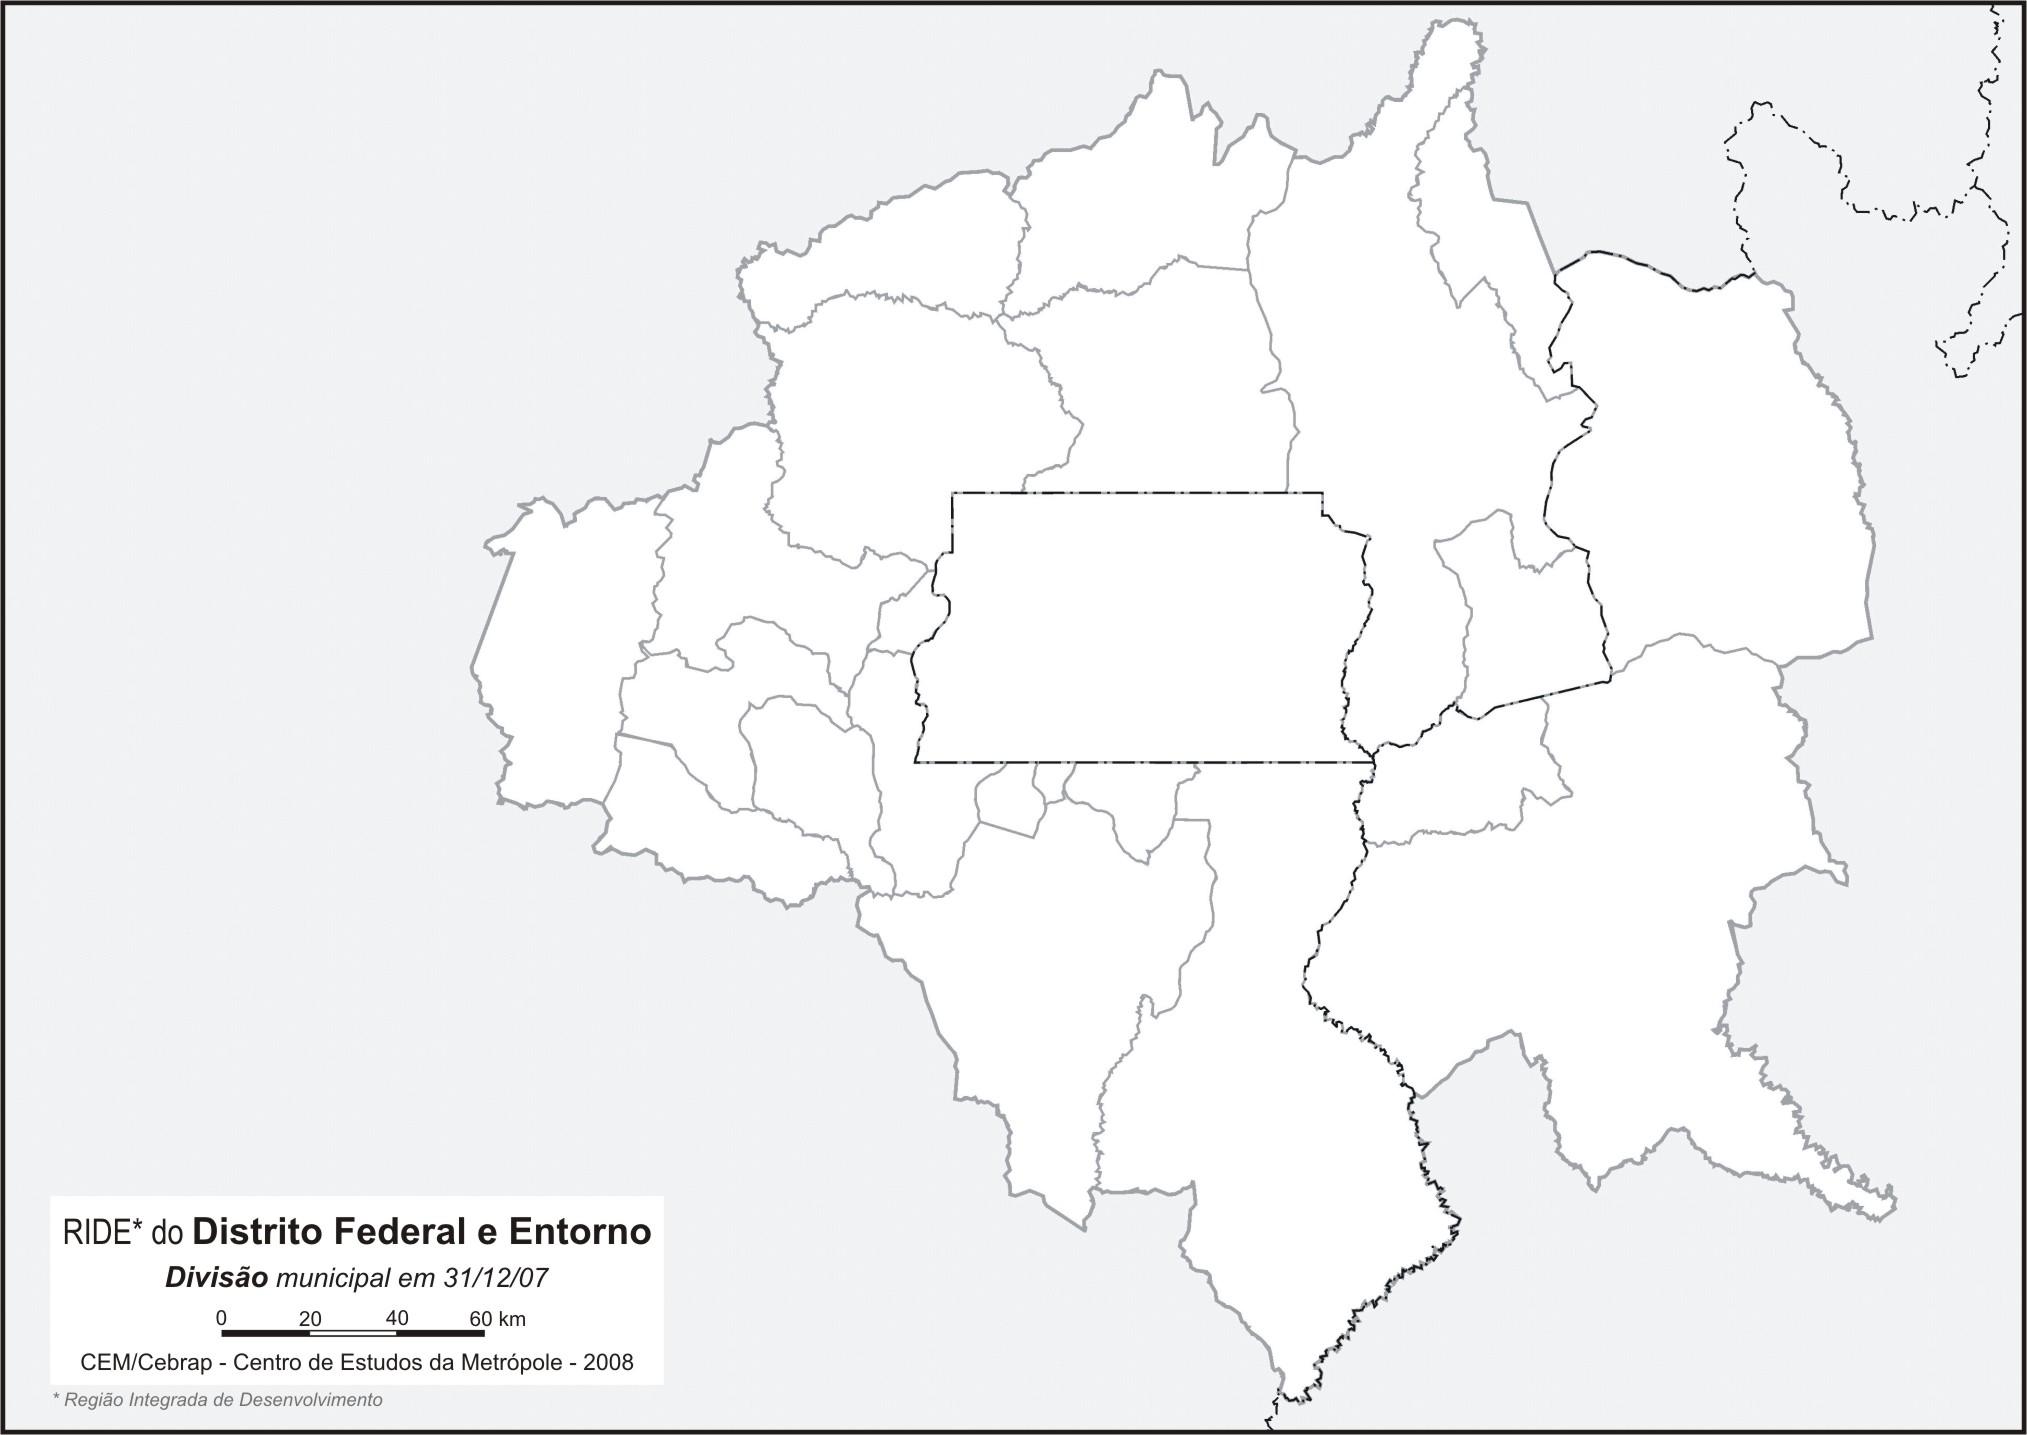 RIDE* do Distrito Federal e Entorno
Divisão municipal em 31/12/07
0 20 40 60 km
CEM/Cebrap - Centro de Estudos da Metrópole - 2008
* Região Integrada de Desenvolvimento